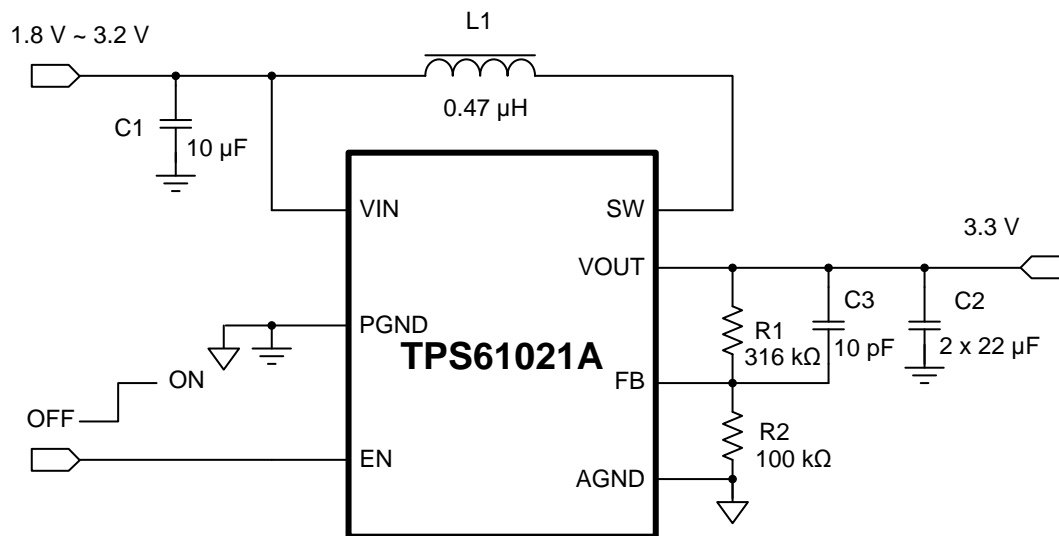 L1
1.8 V ~ 3.2 V
0.47 µH
C1
10 µF
VIN
SW
3.3 V
VOUT
C3
C2
PGND
R1
10 pF
2 x 22 µF
316 kΩ
TPS61021A
ON
FB
OFF
R2
EN
100 kΩ
AGND